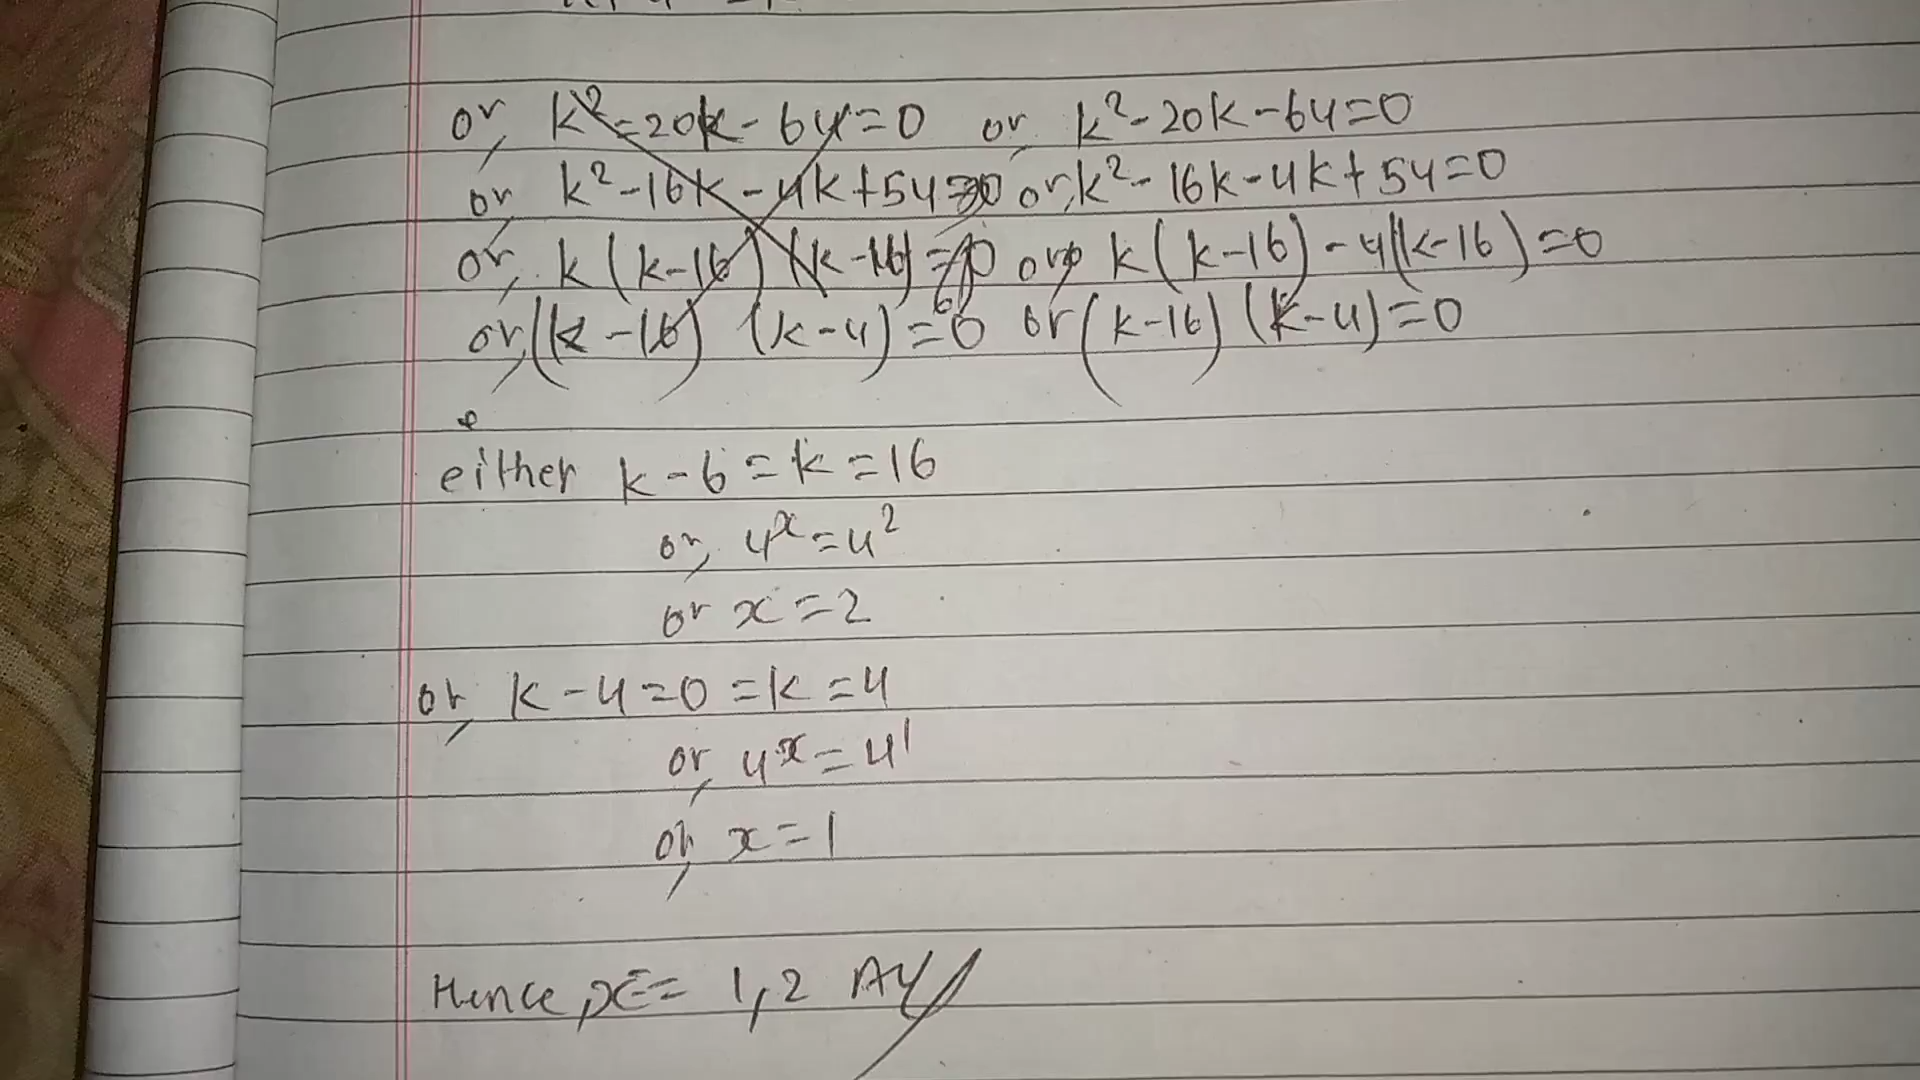 or, k²-20k-64=0 or k²-20k-64=0
or k²-16k-4k+54=0 or, k²-16k-4k+54=0
or, k(k-16) (k-16)=0 or k(k-16)-4(k-16)=0
or, (k-16) (k-4)=0 or (k-16) (k-4)=0
either k-6=k=16
or, 4ˣ=4²
or x=2
or, k-4=0=k=4
or, 4ˣ=4¹
or, x=1
Hence, x= 1,2